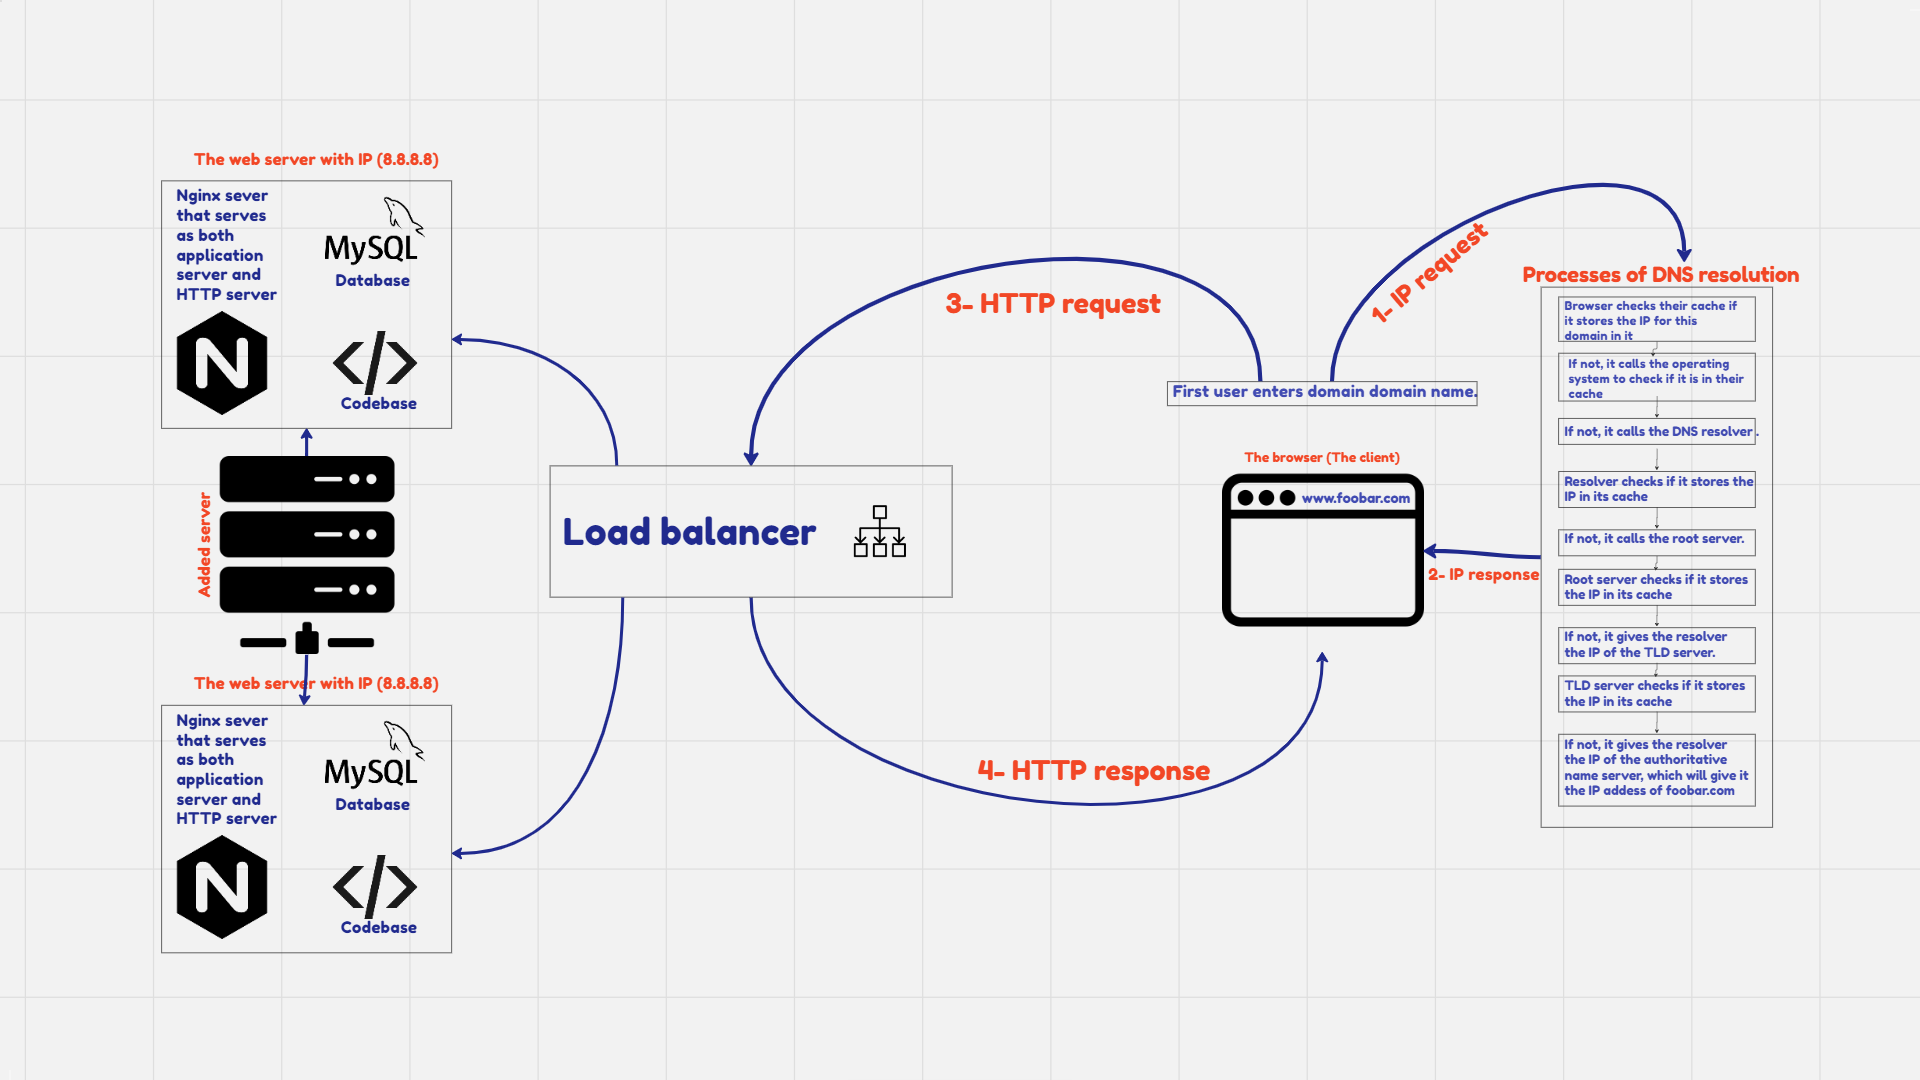 The web server with IP (8.8.8.8)
Nginx sever
that serves
as both
application
server and
HTTP server
MySQL
Database
N
Codebase
Added server
The web server with IP (8.8.8.8)
Nginx sever
that serves
as both
application
server and
HTTP server
MySQL
Database
N
Codebase
Load balancer
3- HTTP request
4- HTTP response
1- IP request
First user enters domain domain name.
The browser (The client)
www.foobar.com
2- IP response
Processes of DNS resolution
Browser checks their cache if
it stores the IP for this
domain in it
If not, it calls the operating
system to check if it is in their
cache
If not, it calls the DNS resolver .
Resolver checks if it stores the
IP in its cache
If not, it calls the root server.
Root server checks if it stores
the IP in its cache
If not, it gives the resolver
the IP of the TLD server.
TLD server checks if it stores
the IP in its cache
If not, it gives the resolver
the IP of the authoritative
name server, which will give it
the IP addess of foobar.com